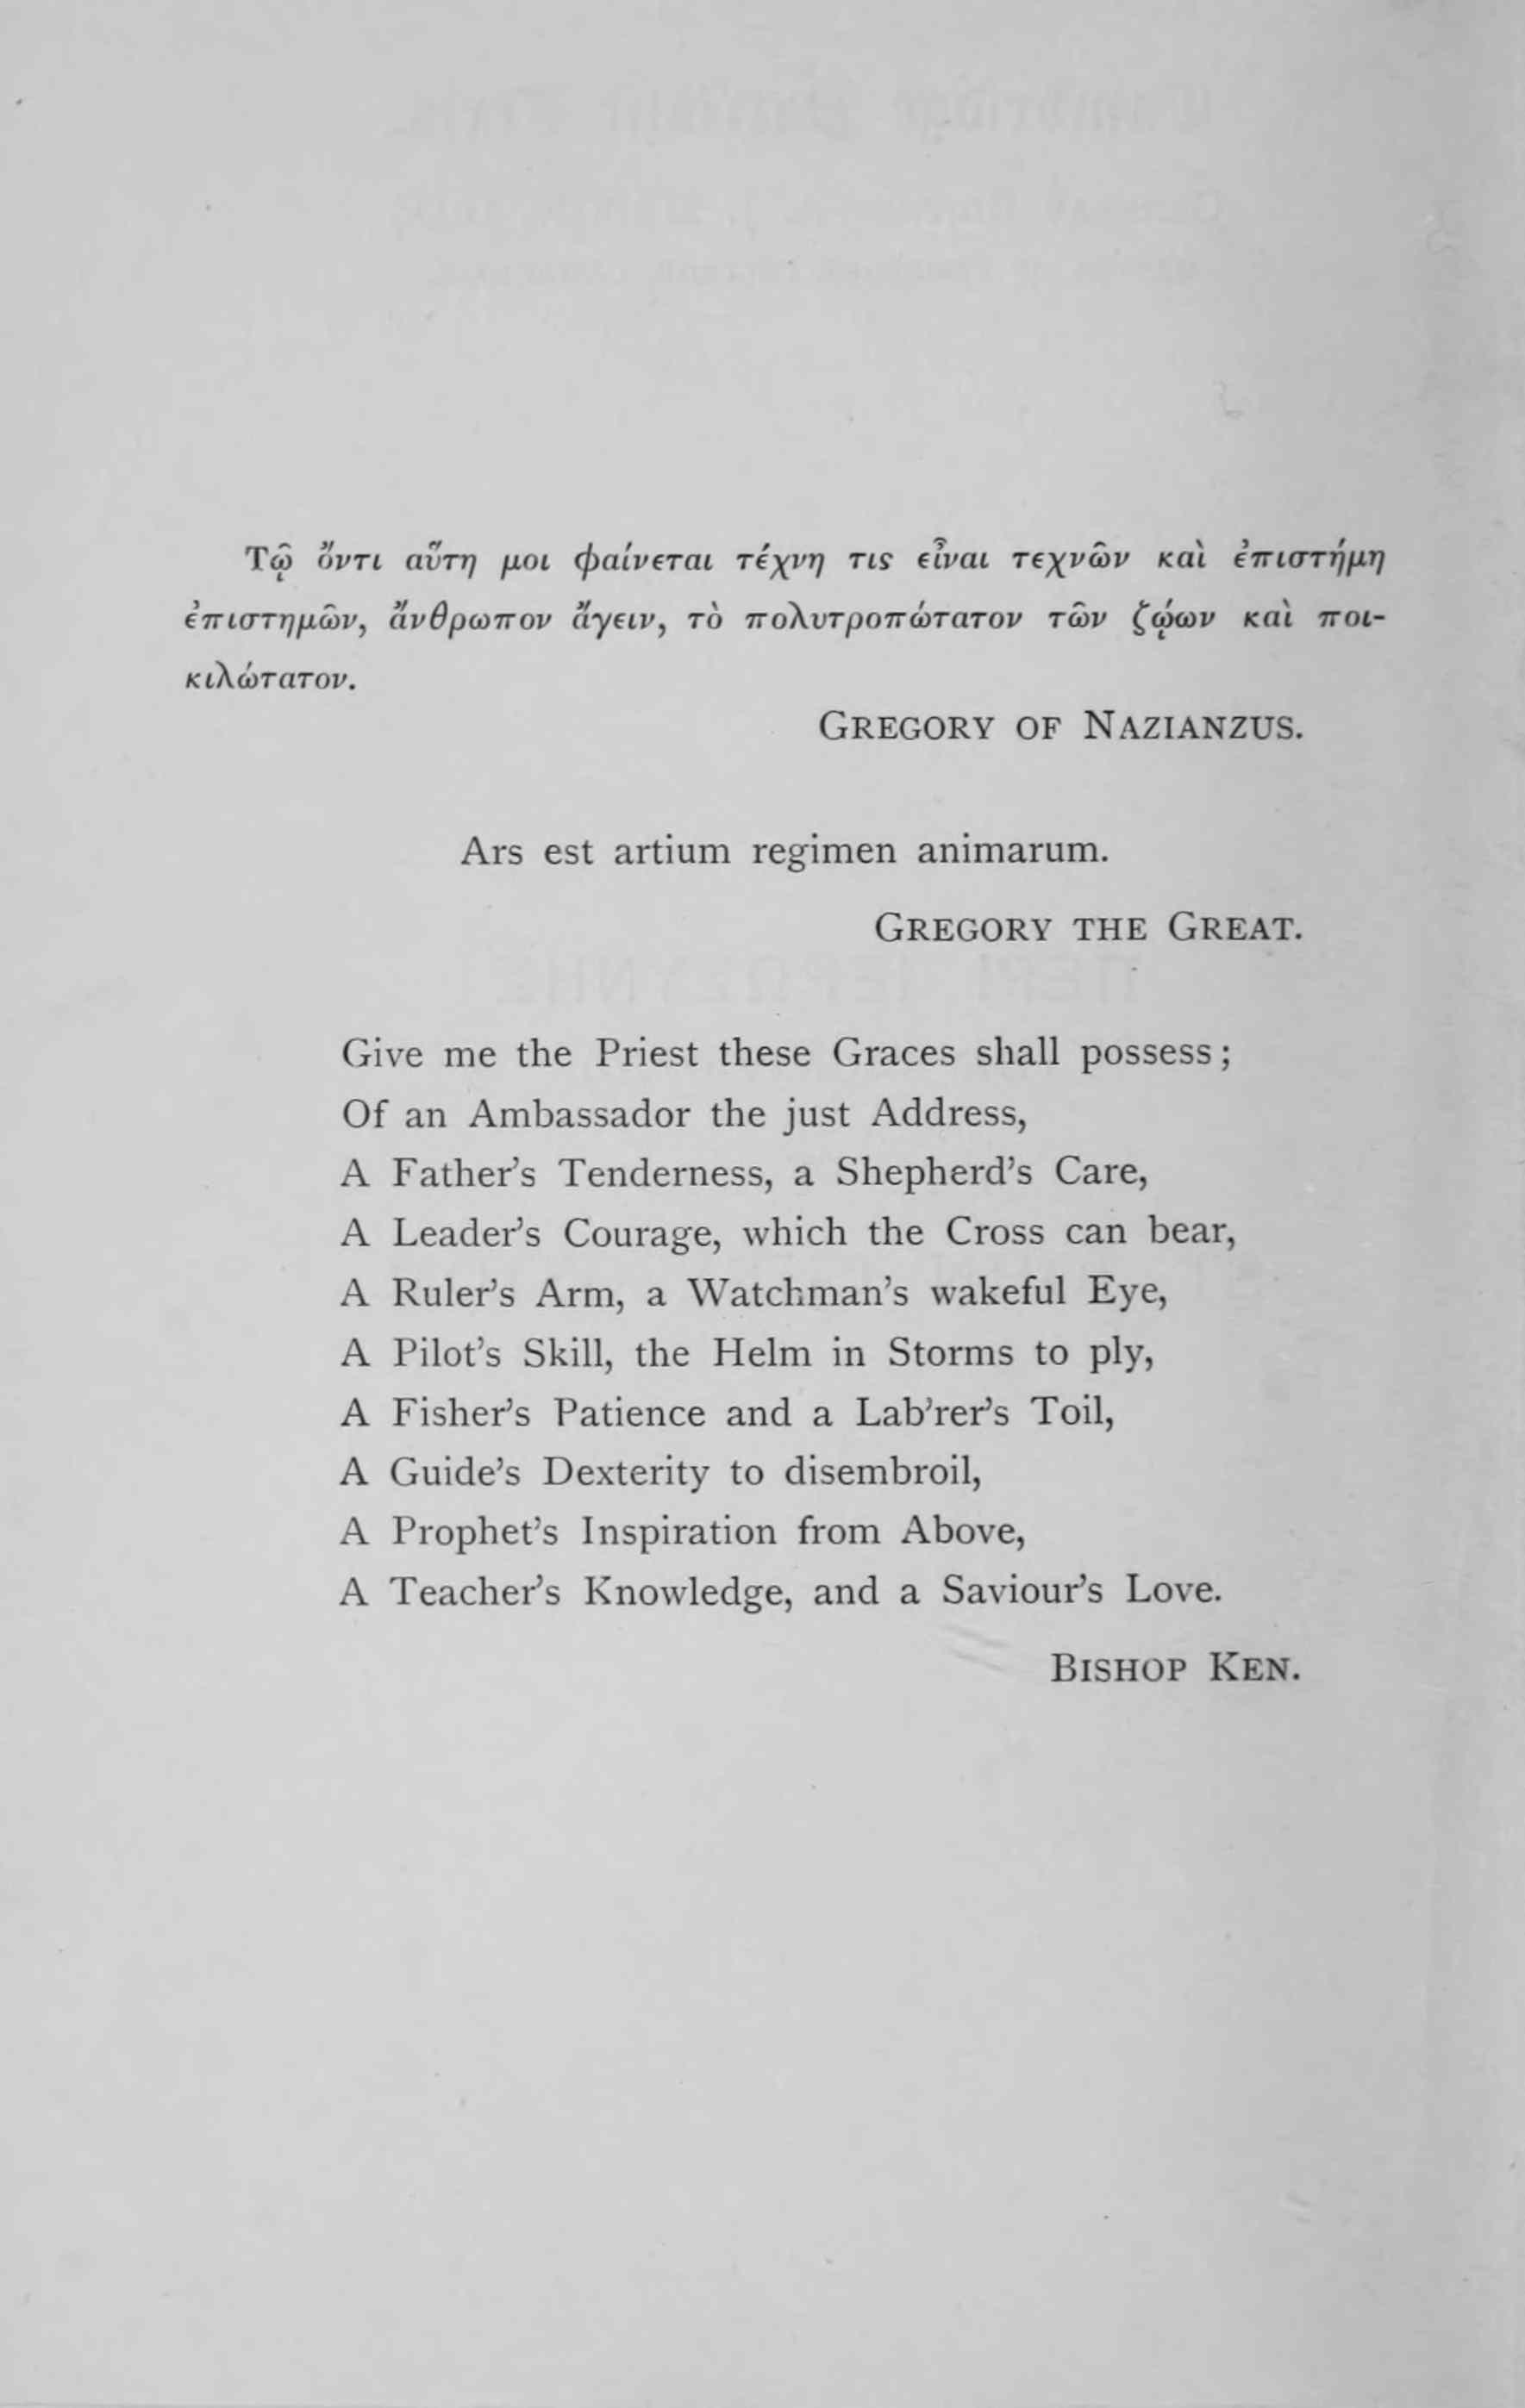 Τῷ ὄντι αὕτη μοι φαίνεται τέχνη τις εἶναι τεχνῶν καὶ ἐπιστήμη
ἐπιστημῶν, ἄνθρωπον ἄγειν, τὸ πολυτροπώτατον τῶν ζῴων καὶ ποι-
κιλώτατον.
GREGORY OF NAZIANZUS.
Ars est artium regimen animarum.
GREGORY THE GREAT.
Give me the Priest these Graces shall possess;
Of an Ambassador the just Address,
A Father's Tenderness, a Shepherd's Care,
A Leader's Courage, which the Cross can bear,
A Ruler's Arm, a Watchman's wakeful Eye,
A Pilot's Skill, the Helm in Storms to ply,
A Fisher's Patience and a Lab'rer's Toil,
A Guide's Dexterity to disembroil,
A Prophet's Inspiration from Above,
A Teacher's Knowledge, and a Saviour's Love.
BISHOP KEN.